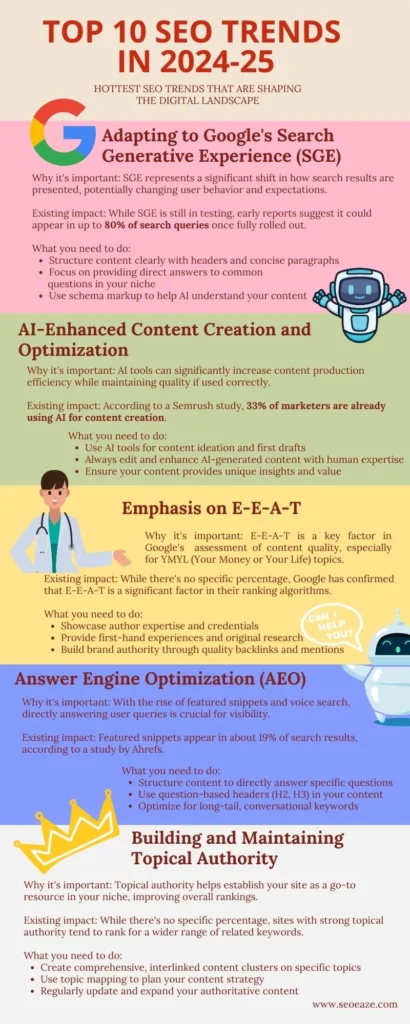 TOP 10 SEO TRENDS
IN 2024-25
HOTTEST SEO TRENDS THAT ARE SHAPING
THE DIGITAL LANDSCAPE
G
Adapting to Google's Search
Generative Experience (SGE)
Why it's important: SGE represents a significant shift in how search results are
presented, potentially changing user behavior and expectations.
Existing impact: While SGE is still in testing, early reports suggest it could
appear in up to 80% of search queries once fully rolled out.
What you need to do:
• Structure content clearly with headers and concise paragraphs
• Focus on providing direct answers to common
questions in your niche
• Use schema markup to help AI understand your content
AI-Enhanced Content Creation and
Optimization
Why it's important: AI tools can significantly increase content production
efficiency while maintaining quality if used correctly.
Existing impact: According to a Semrush study, 33% of marketers are already
using AI for content creation.
What you need to do:
• Use AI tools for content ideation and first drafts
• Always edit and enhance AI-generated content with human expertise
• Ensure your content provides unique insights and value
Emphasis on E-E-A-T
Why it's important: E-E-A-T is a key factor in
Google's assessment of content quality, especially
for YMYL (Your Money or Your Life) topics.
Existing impact: While there's no specific percentage, Google has confirmed
that E-E-A-T is a significant factor in their ranking algorithms.
What you need to do:
• Showcase author expertise and credentials
• Provide first-hand experiences and original research
• Build brand authority through quality backlinks and mentions
CAN I
HELP
YOU?
Answer Engine Optimization (AEO)
Why it's important: With the rise of featured snippets and voice search,
directly answering user queries is crucial for visibility.
Existing impact: Featured snippets appear in about 19% of search results,
according to a study by Ahrefs.
What you need to do:
• Structure content to directly answer specific questions
• Use question-based headers (H2, H3) in your content
• Optimize for long-tail, conversational keywords
Building and Maintaining
Topical Authority
Why it's important: Topical authority helps establish your site as a go-to
resource in your niche, improving overall rankings.
Existing impact: While there's no specific percentage, sites with strong topical
authority tend to rank for a wider range of related keywords.
What you need to do:
• Create comprehensive, interlinked content clusters on specific topics
• Use topic mapping to plan your content strategy
• Regularly update and expand your authoritative content
www.seoeaze.com